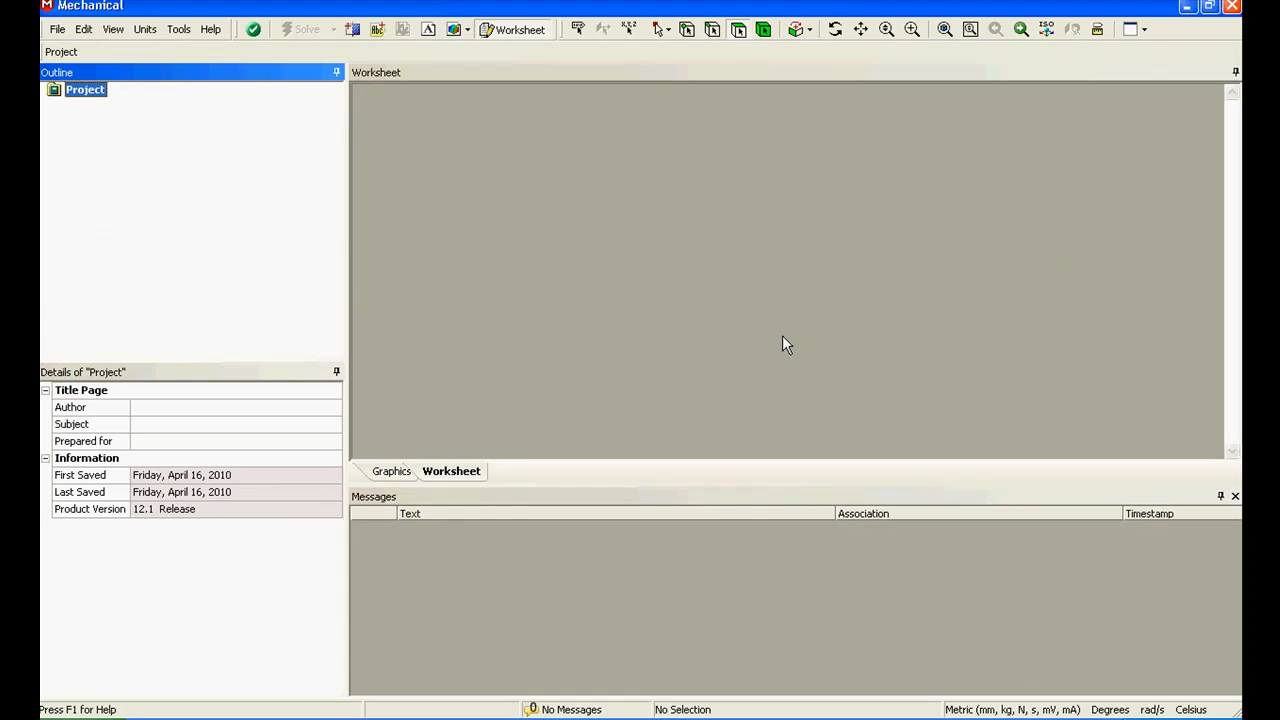 Mechanical
File Edit View Units Tools Help Solve A Worksheet X,Y,Z ISO
Project
Outline
Worksheet
Project
Details of "Project"
Title Page
Author
Subject
Prepared for
Information
First Saved Friday, April 16, 2010
Last Saved Friday, April 16, 2010
Product Version 12.1 Release
Graphics Worksheet
Messages
Text Association Timestamp
Press F1 for Help 0 No Messages No Selection Metric (mm, kg, N, s, mV, mA) Degrees rad/s Celsius